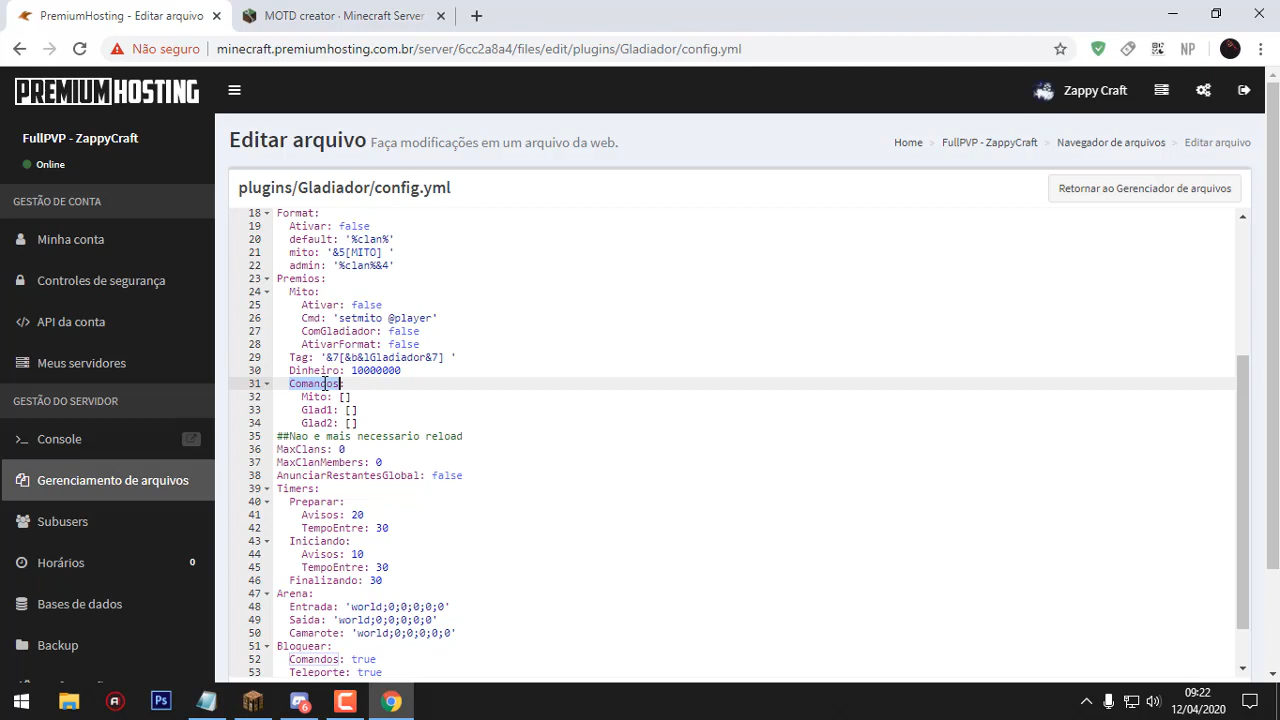 PremiumHosting - Editar arquivo
MOTD creator · Minecraft Server
Não seguro
minecraft.premiumhosting.com.br/server/6cc2a8a4/files/edit/plugins/Gladiador/config.yml
NP
PREMIUMHOSTING
Zappy Craft
FullPVP - ZappyCraft
Online
GESTÃO DE CONTA
Minha conta
Controles de segurança
API da conta
Meus servidores
GESTÃO DO SERVIDOR
Console
Gerenciamento de arquivos
Subusers
Horários 0
Bases de dados
Backup
Editar arquivo Faça modificações em um arquivo da web.
Home > FullPVP - ZappyCraft > Navegador de arquivos > Editar arquivo
plugins/Gladiador/config.yml
Retornar ao Gerenciador de arquivos
18 Format:
19 Ativar: false
20 default: '%clan%'
21 mito: '&5[MITO] '
22 admin: '%clan%&4'
23 Premios:
24 Mito:
25 Ativar: false
26 Cmd: 'setmito @player'
27 ComGladiador: false
28 AtivarFormat: false
29 Tag: '&7[&b&lGladiador&7] '
30 Dinheiro: 10000000
31 Comandos:
32 Mito: []
33 Glad1: []
34 Glad2: []
35 ##Nao e mais necessario reload
36 MaxClans: 0
37 MaxClanMembers: 0
38 AnunciarRestantesGlobal: false
39 Timers:
40 Preparar:
41 Avisos: 20
42 TempoEntre: 30
43 Iniciando:
44 Avisos: 10
45 TempoEntre: 30
46 Finalizando: 30
47 Arena:
48 Entrada: 'world;0;0;0;0;0'
49 Saida: 'world;0;0;0;0;0'
50 Camarote: 'world;0;0;0;0;0'
51 Bloquear:
52 Comandos: true
53 Teleporte: true
Ps
6
09:22
12/04/2020